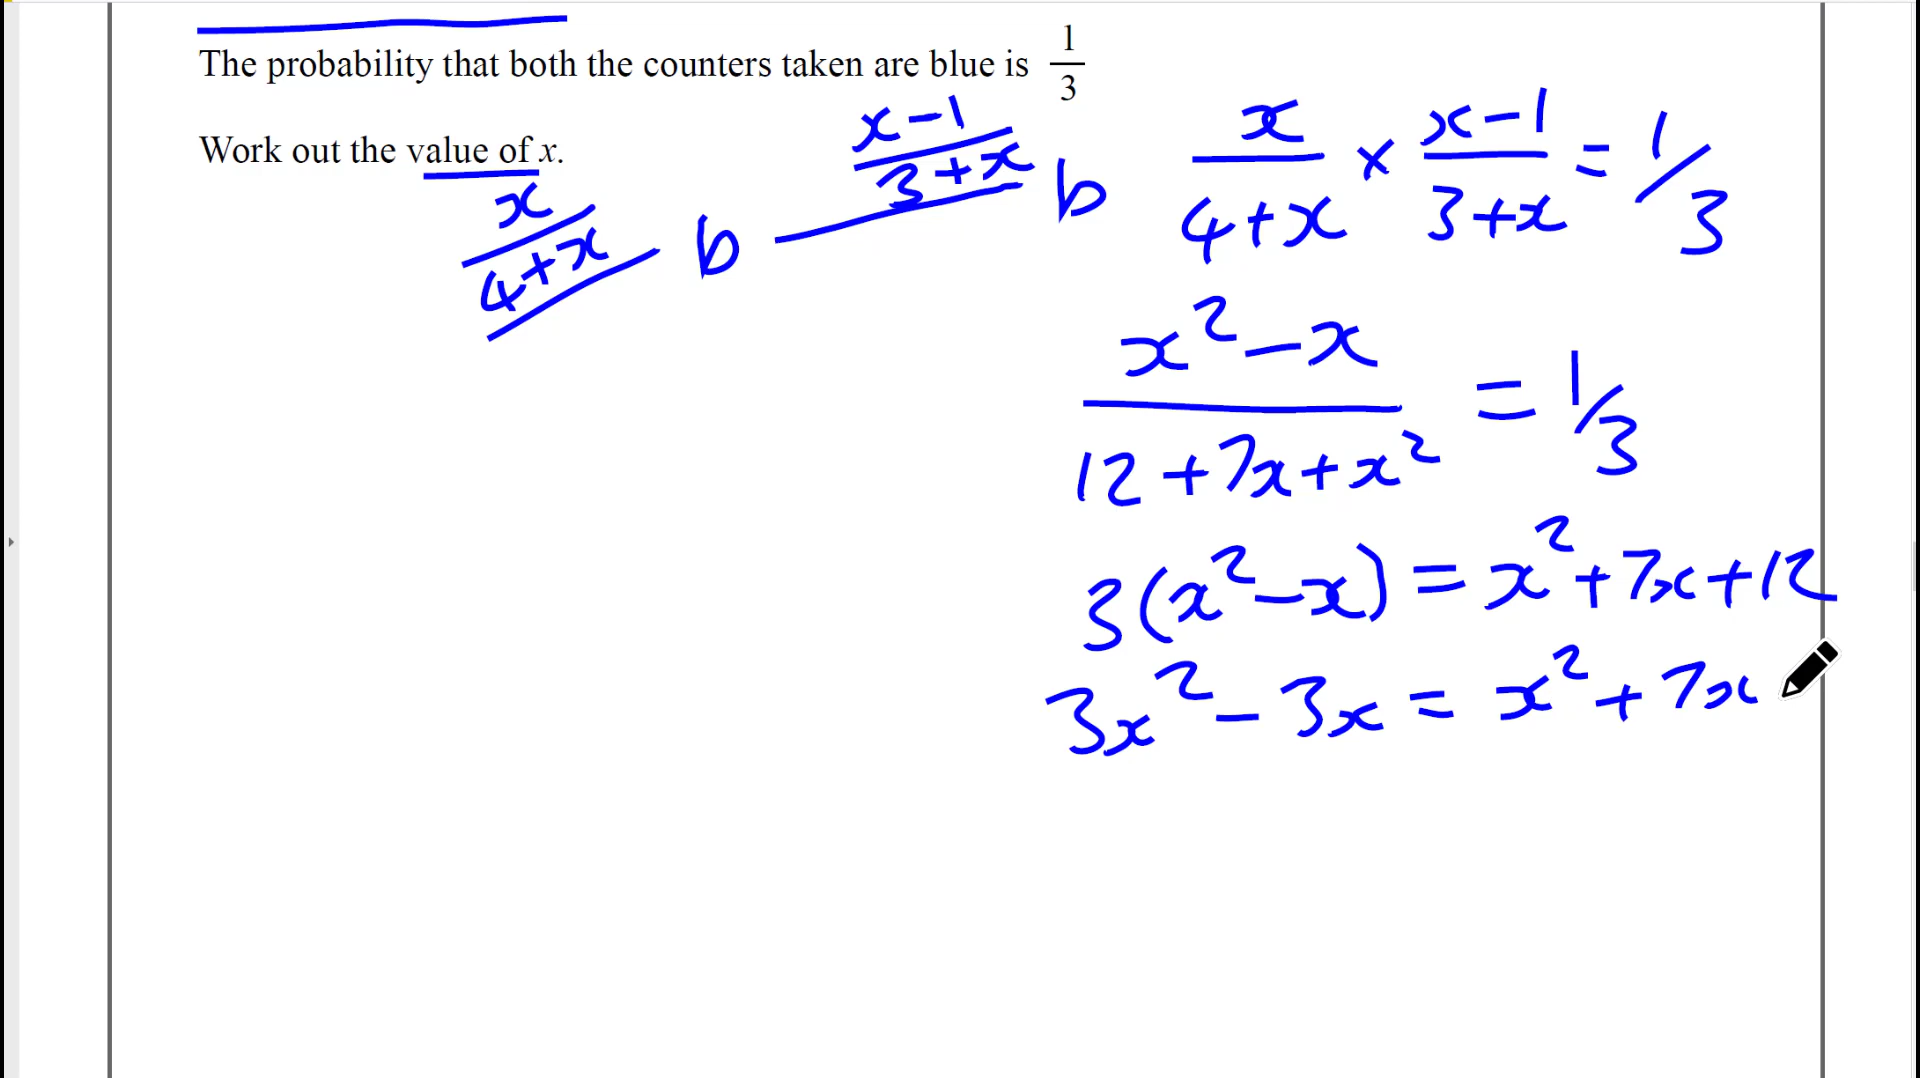 The probability that both the counters taken are blue is 1/3
Work out the value of x.
x/(4+x) b (x-1)/(3+x) b
x/(4+x) × (x-1)/(3+x) = 1/3
(x²-x)/(12+7x+x²) = 1/3
3(x²-x) = x²+7x+12
3x²-3x = x²+7x